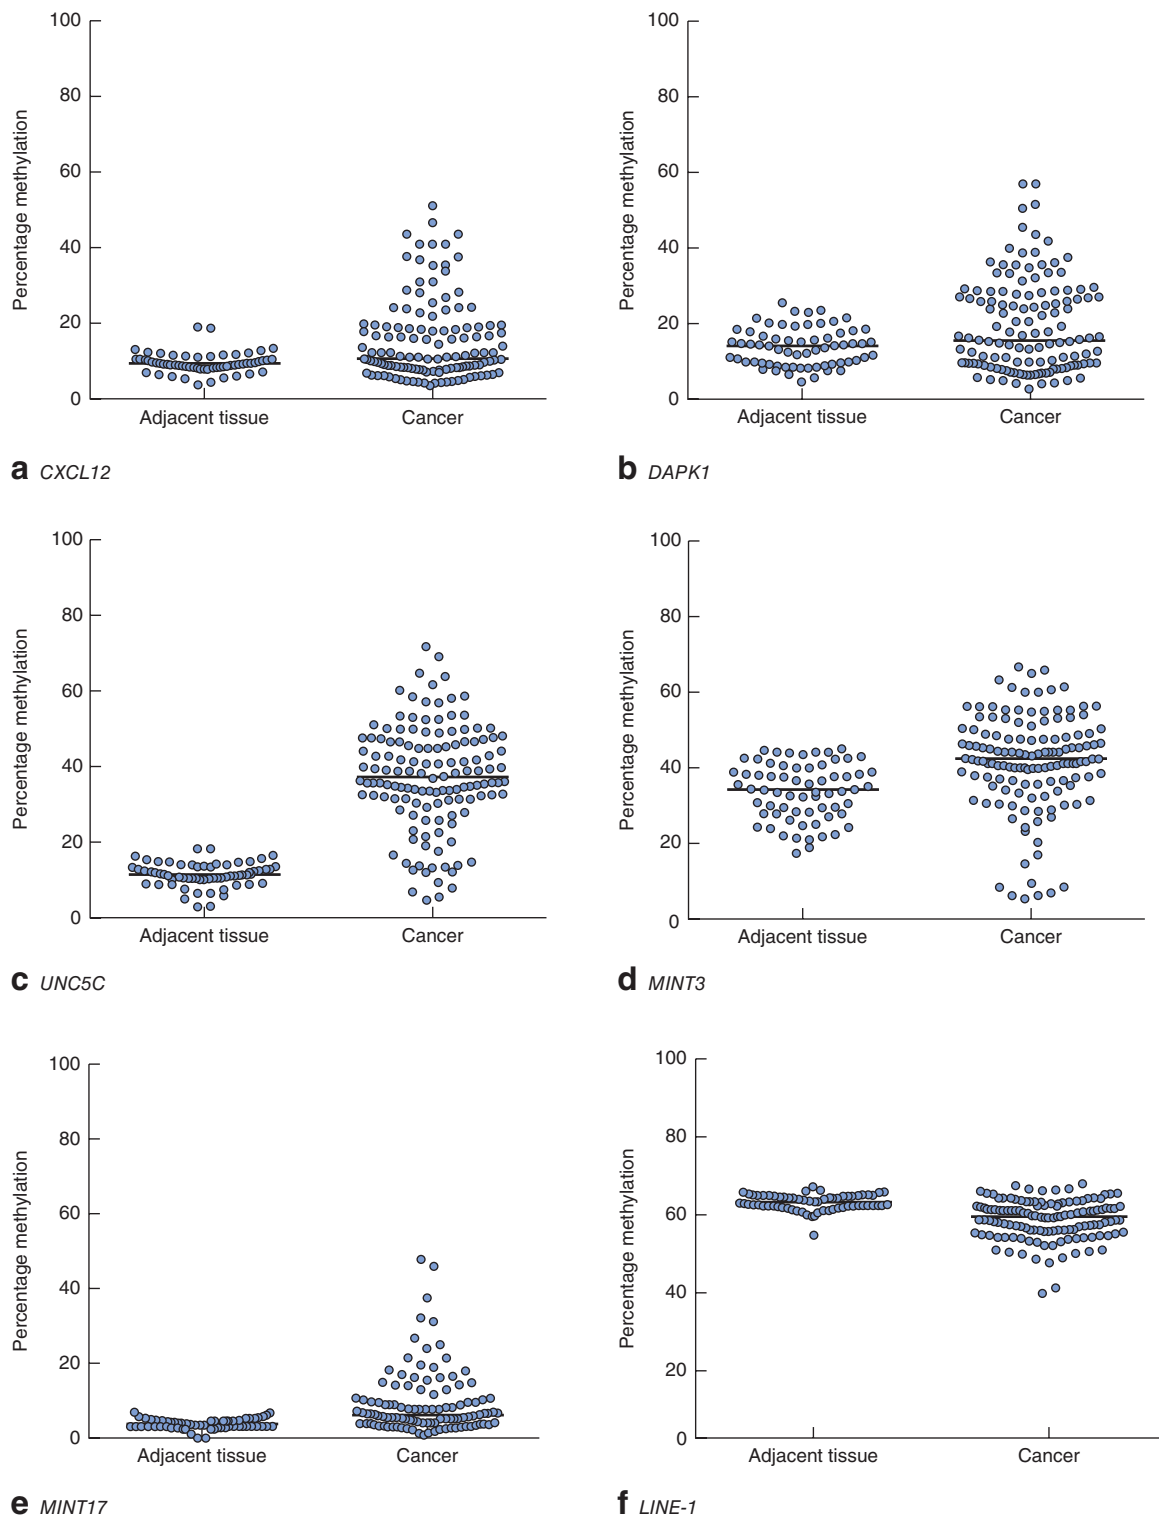 100
80
60
40
20
0
Percentage methylation
Adjacent tissue
Cancer
a CXCL12
100
80
60
40
20
0
Percentage methylation
Adjacent tissue
Cancer
b DAPK1
100
80
60
40
20
0
Percentage methylation
Adjacent tissue
Cancer
c UNC5C
100
80
60
40
20
0
Percentage methylation
Adjacent tissue
Cancer
d MINT3
100
80
60
40
20
0
Percentage methylation
Adjacent tissue
Cancer
e MINT17
100
80
60
40
20
0
Percentage methylation
Adjacent tissue
Cancer
f LINE-1